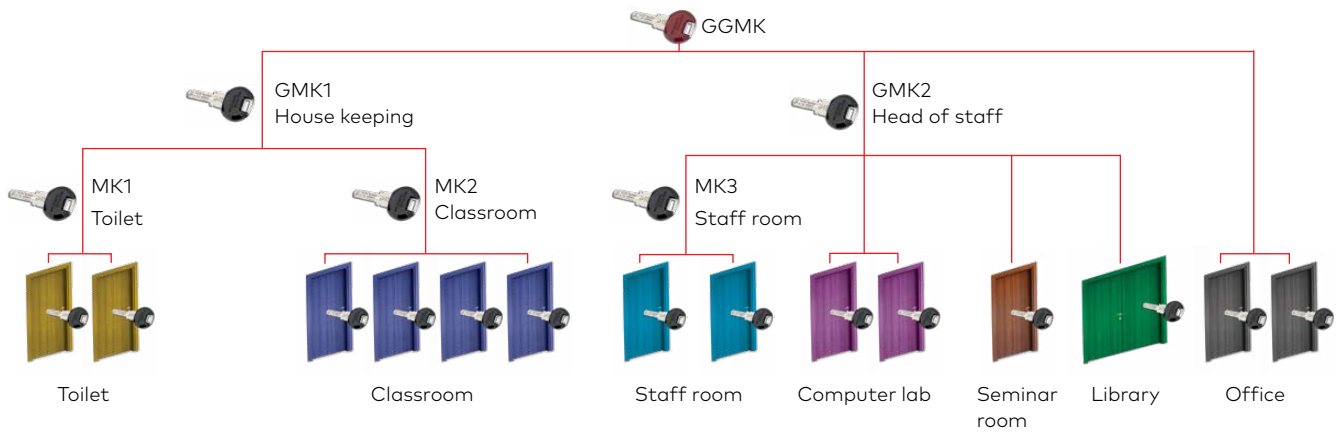 GGMK
GMK1
House keeping
GMK2
Head of staff
MK1
Toilet
MK2
Classroom
MK3
Staff room
Toilet
Classroom
Staff room
Computer lab
Seminar
room
Library
Office